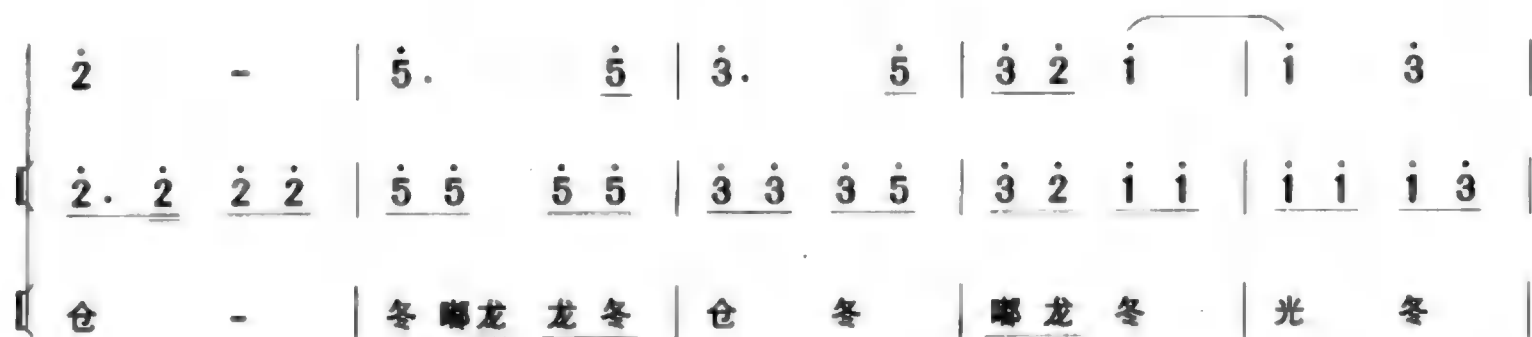 2̇ - | 5̇. 5̇ | 3̇. 5̇ | 3̇ 2̇ 1̇ | 1̇ 3̇ |
2̇. 2̇ 2̇ 2̇ | 5̇ 5̇ 5̇ 5̇ | 3̇ 3̇ 3̇ 5̇ | 3̇ 2̇ 1̇ 1̇ | 1̇ 1̇ 1̇ 3̇ |
仓 - | 冬 嘟龙 龙 冬 | 仓 冬 | 嘟 龙 冬 | 光 冬 |